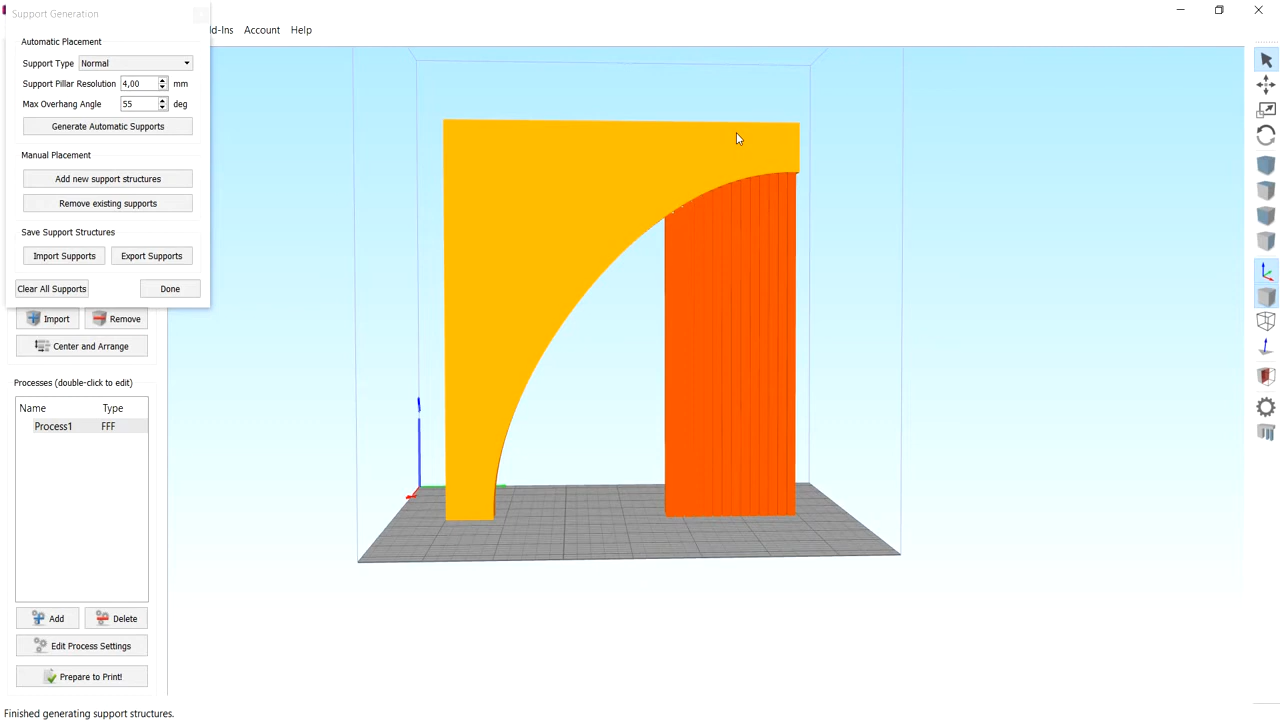 Support Generation
d-Ins Account Help
Automatic Placement
Support Type Normal
Support Pillar Resolution 4,00 mm
Max Overhang Angle 55 deg
Generate Automatic Supports
Manual Placement
Add new support structures
Remove existing supports
Save Support Structures
Import Supports Export Supports
Clear All Supports Done
Import Remove
Center and Arrange
Processes (double-click to edit)
Name Type
Process1 FFF
Add Delete
Edit Process Settings
Prepare to Print!
Finished generating support structures.